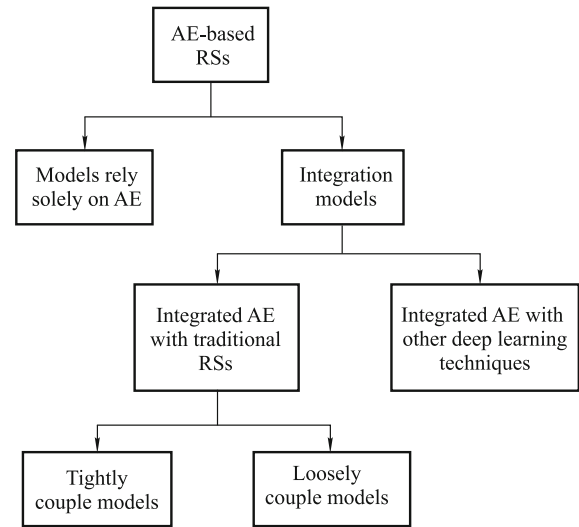 AE-based
RSs
Models rely
solely on AE
Integration
models
Integrated AE
with traditional
RSs
Integrated AE with
other deep learning
techniques
Tightly
couple models
Loosely
couple models